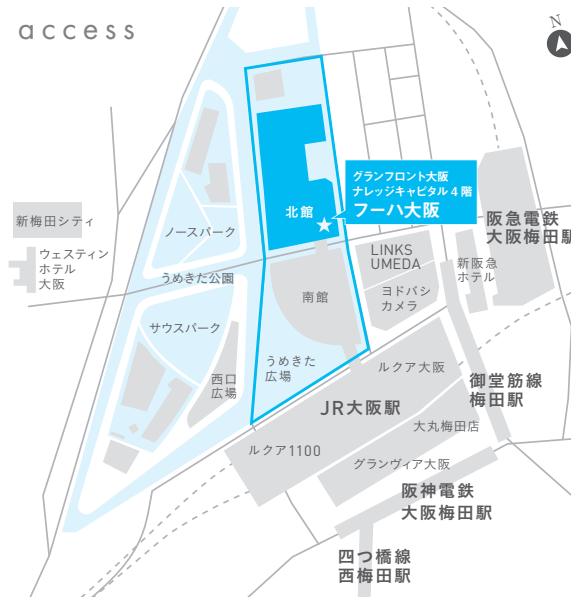 access
N
グランフロント大阪
ナレッジキャピタル 4 階
フーハ大阪
北館
阪急電鉄
大阪梅田駅
新梅田シティ
ウェスティン
ホテル
大阪
ノースパーク
LINKS
UMEDA
新阪急
ホテル
うめきた公園
南館
ヨドバシ
カメラ
サウスパーク
うめきた
広場
西口
広場
ルクア大阪
御堂筋線
梅田駅
JR大阪駅
大丸梅田店
ルクア1100
グランヴィア大阪
阪神電鉄
大阪梅田駅
四つ橋線
西梅田駅